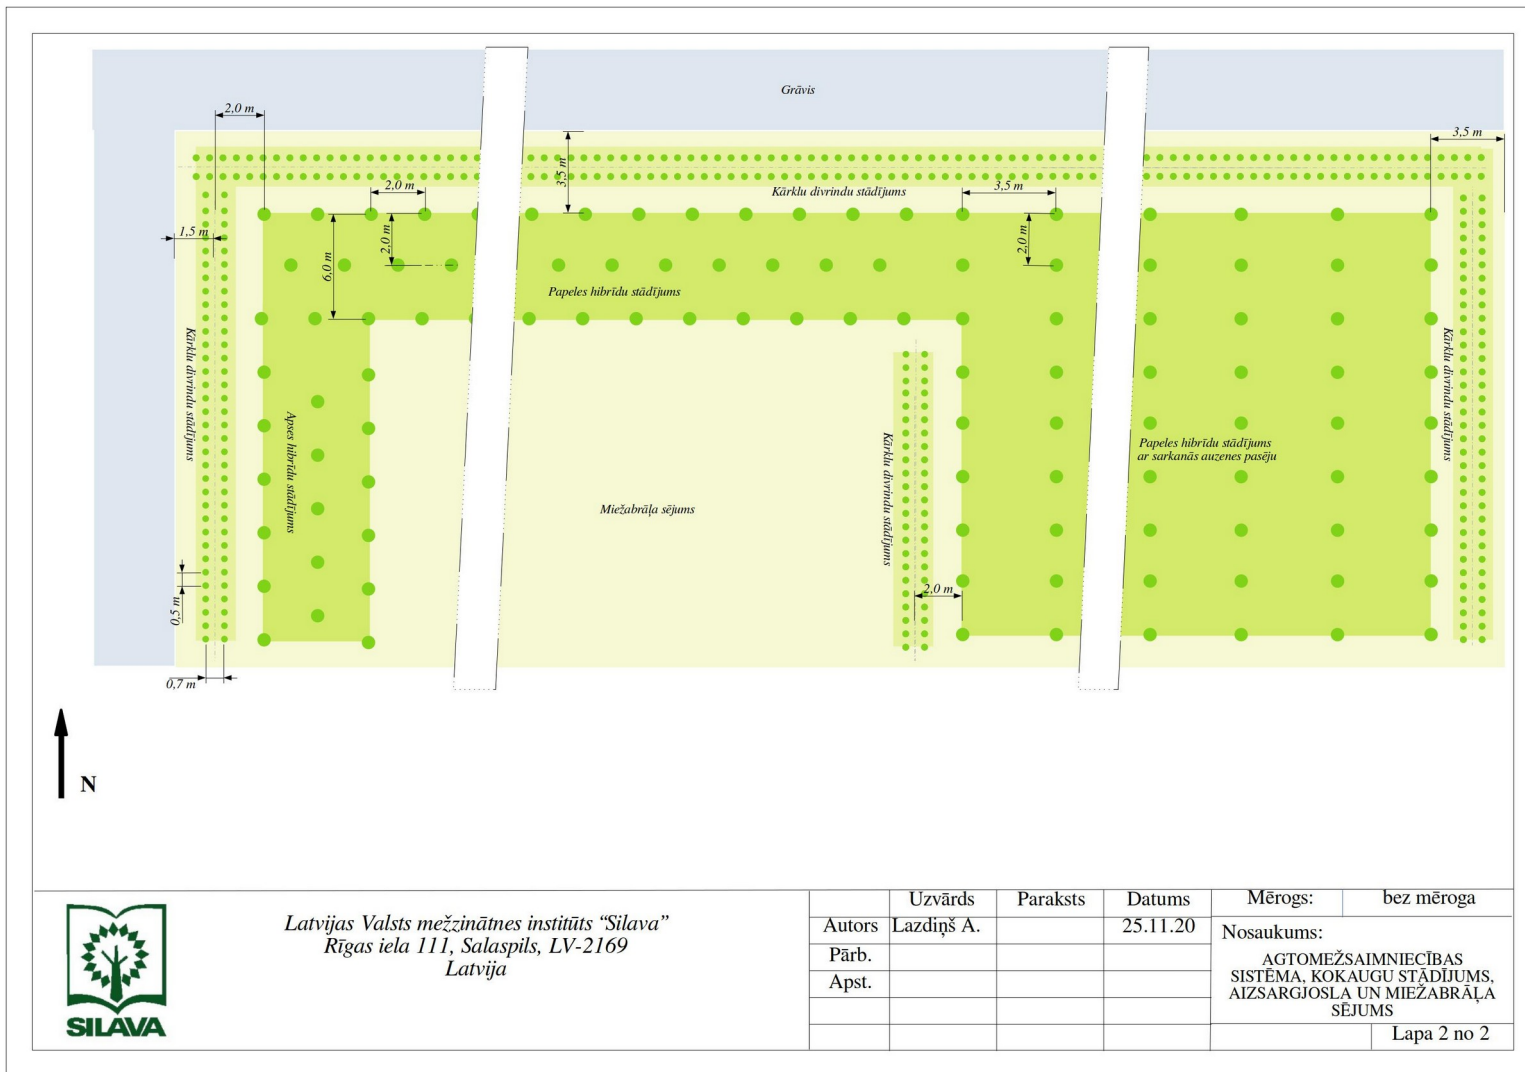 Grāvis
2,0 m
3,5 m
3,5 m
2,0 m
Kārklu divrindu stādījums
3,5 m
1,5 m
6,0 m
2,0 m
2,0 m
Papeles hibrīdu stādījums
Kārklu divrindu stādījums
Apses hibrīdu stādījums
Miežabrāļa sējums
Kārklu divrindu stādījums
Papeles hibrīdu stādījums
ar sarkanās auzenes pasēju
Kārklu divrindu stādījums
0,5 m
2,0 m
0,7 m
N
SILAVA
Latvijas Valsts mežzinātnes institūts “Silava”
Rīgas iela 111, Salaspils, LV-2169
Latvija
Uzvārds Paraksts Datums
Autors Lazdiņš A. 25.11.20
Pārb.
Apst.
Mērogs: bez mēroga
Nosaukums:
AGTOMEŽSAIMNIECĪBAS
SISTĒMA, KOKAUGU STĀDĪJUMS,
AIZSARGJOSLA UN MIEŽABRĀĻA
SĒJUMS
Lapa 2 no 2